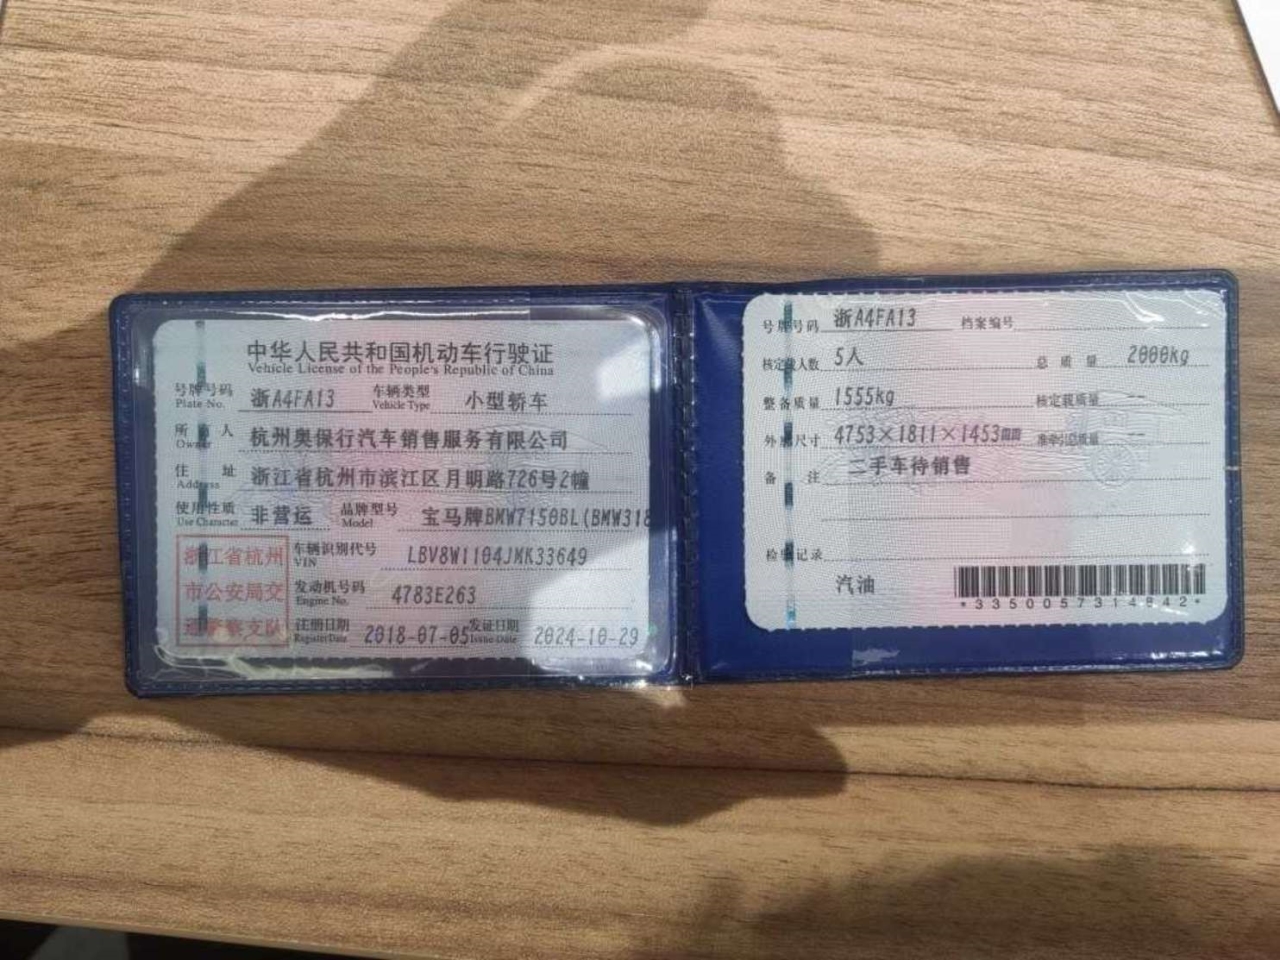 中华人民共和国机动车行驶证
Vehicle License of the People's Republic of China
号牌号码 Plate No. 浙A4FA13 车辆类型 Vehicle Type 小型轿车
所有人 Owner 杭州奥保行汽车销售服务有限公司
住址 Address 浙江省杭州市滨江区月明路726号2幢
使用性质 Use Character 非营运 品牌型号 Model 宝马牌BMW7150BL(BMW318
浙江省杭州
市公安局交
通警察支队
车辆识别代号 VIN LBV8W1104JMK33649
发动机号码 Engine No. 4783E263
注册日期 Register Date 2018-07-05 发证日期 Issue Date 2024-10-29
号牌号码 浙A4FA13 档案编号
核定载人数 5人 总质量 2000kg
整备质量 1555kg 核定载质量 --
外廓尺寸 4753×1811×1453mm 准牵引总质量 --
备注 二手车待销售
检验记录
汽油
*3350057314842*